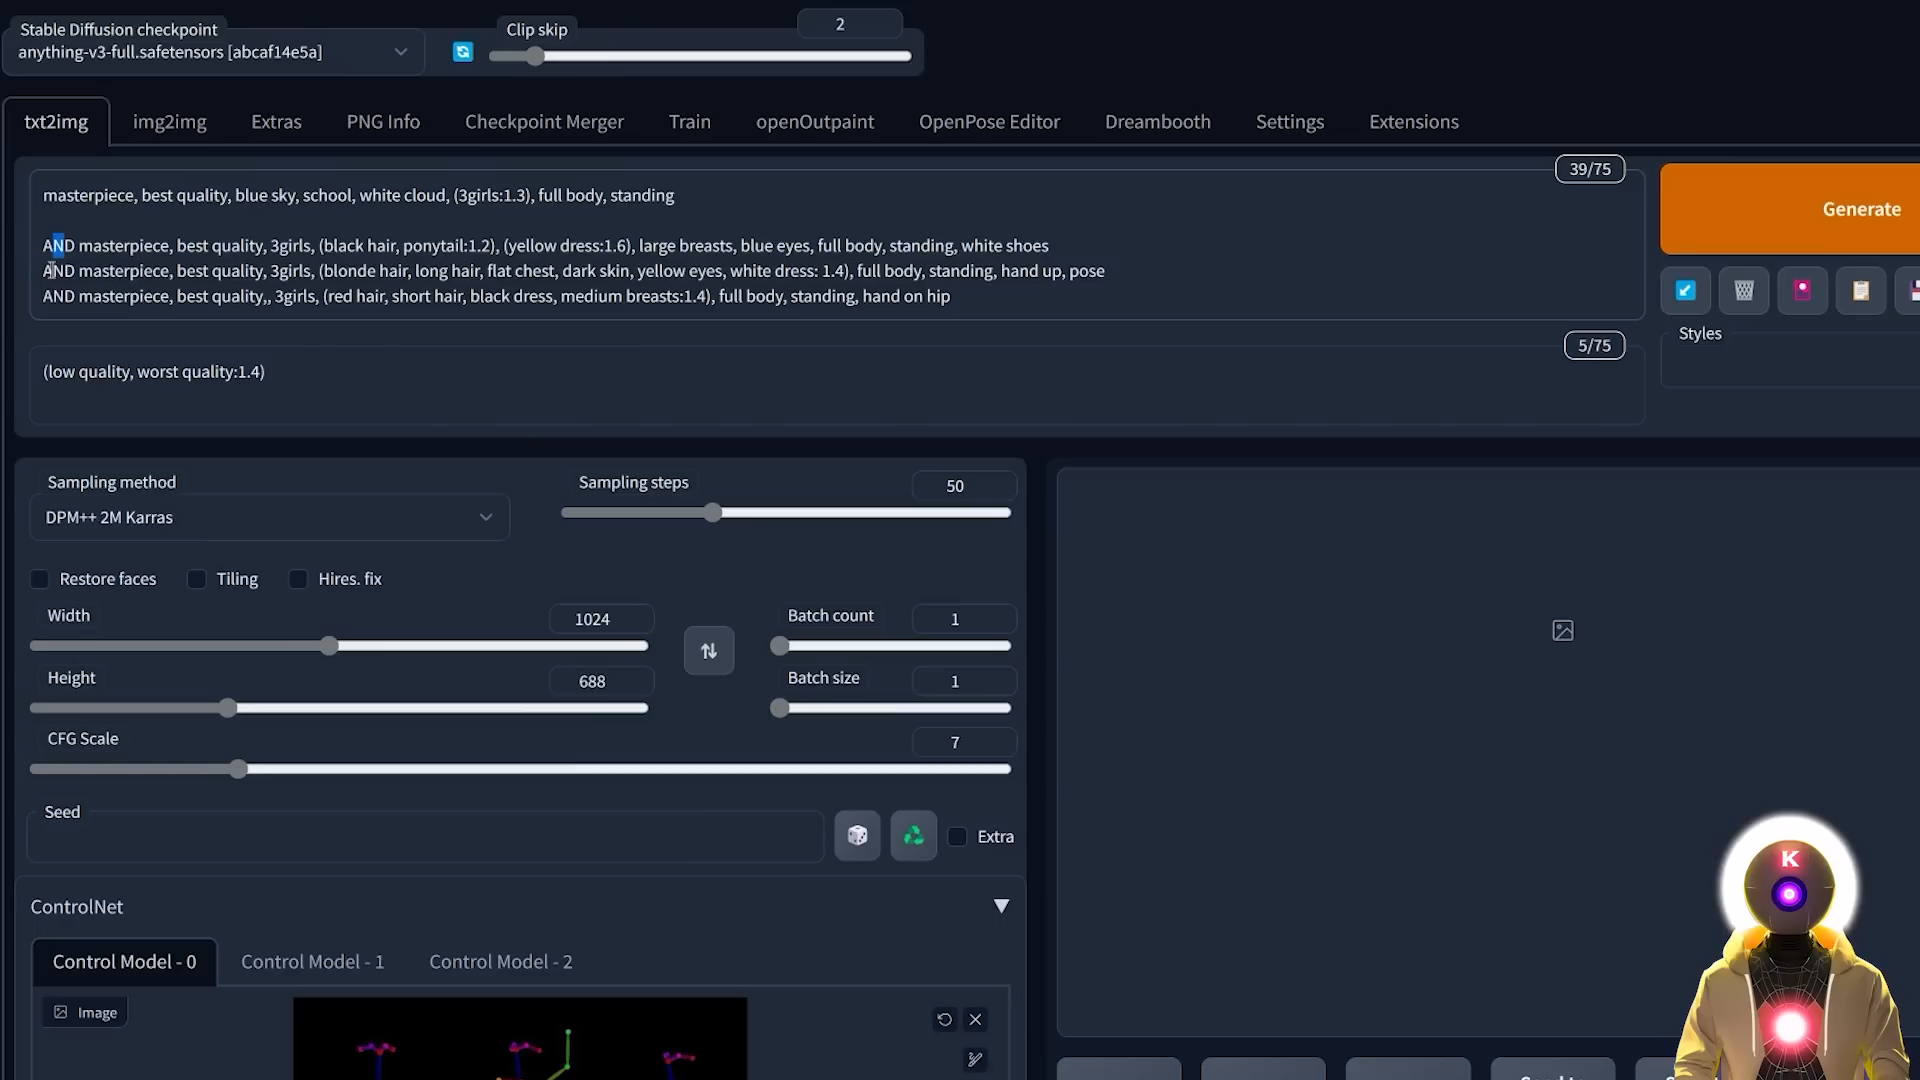 Stable Diffusion checkpoint
anything-v3-full.safetensors [abcaf14e5a]
Clip skip
2
txt2img
img2img
Extras
PNG Info
Checkpoint Merger
Train
openOutpaint
OpenPose Editor
Dreambooth
Settings
Extensions
39/75
masterpiece, best quality, blue sky, school, white cloud, (3girls:1.3), full body, standing
AND masterpiece, best quality, 3girls, (black hair, ponytail:1.2), (yellow dress:1.6), large breasts, blue eyes, full body, standing, white shoes
AND masterpiece, best quality, 3girls, (blonde hair, long hair, flat chest, dark skin, yellow eyes, white dress: 1.4), full body, standing, hand up, pose
AND masterpiece, best quality,, 3girls, (red hair, short hair, black dress, medium breasts:1.4), full body, standing, hand on hip
Generate
Styles
5/75
(low quality, worst quality:1.4)
Sampling method
DPM++ 2M Karras
Sampling steps
50
Restore faces
Tiling
Hires. fix
Width
1024
Batch count
1
Height
688
Batch size
1
CFG Scale
7
Seed
Extra
ControlNet
Control Model - 0
Control Model - 1
Control Model - 2
Image
K